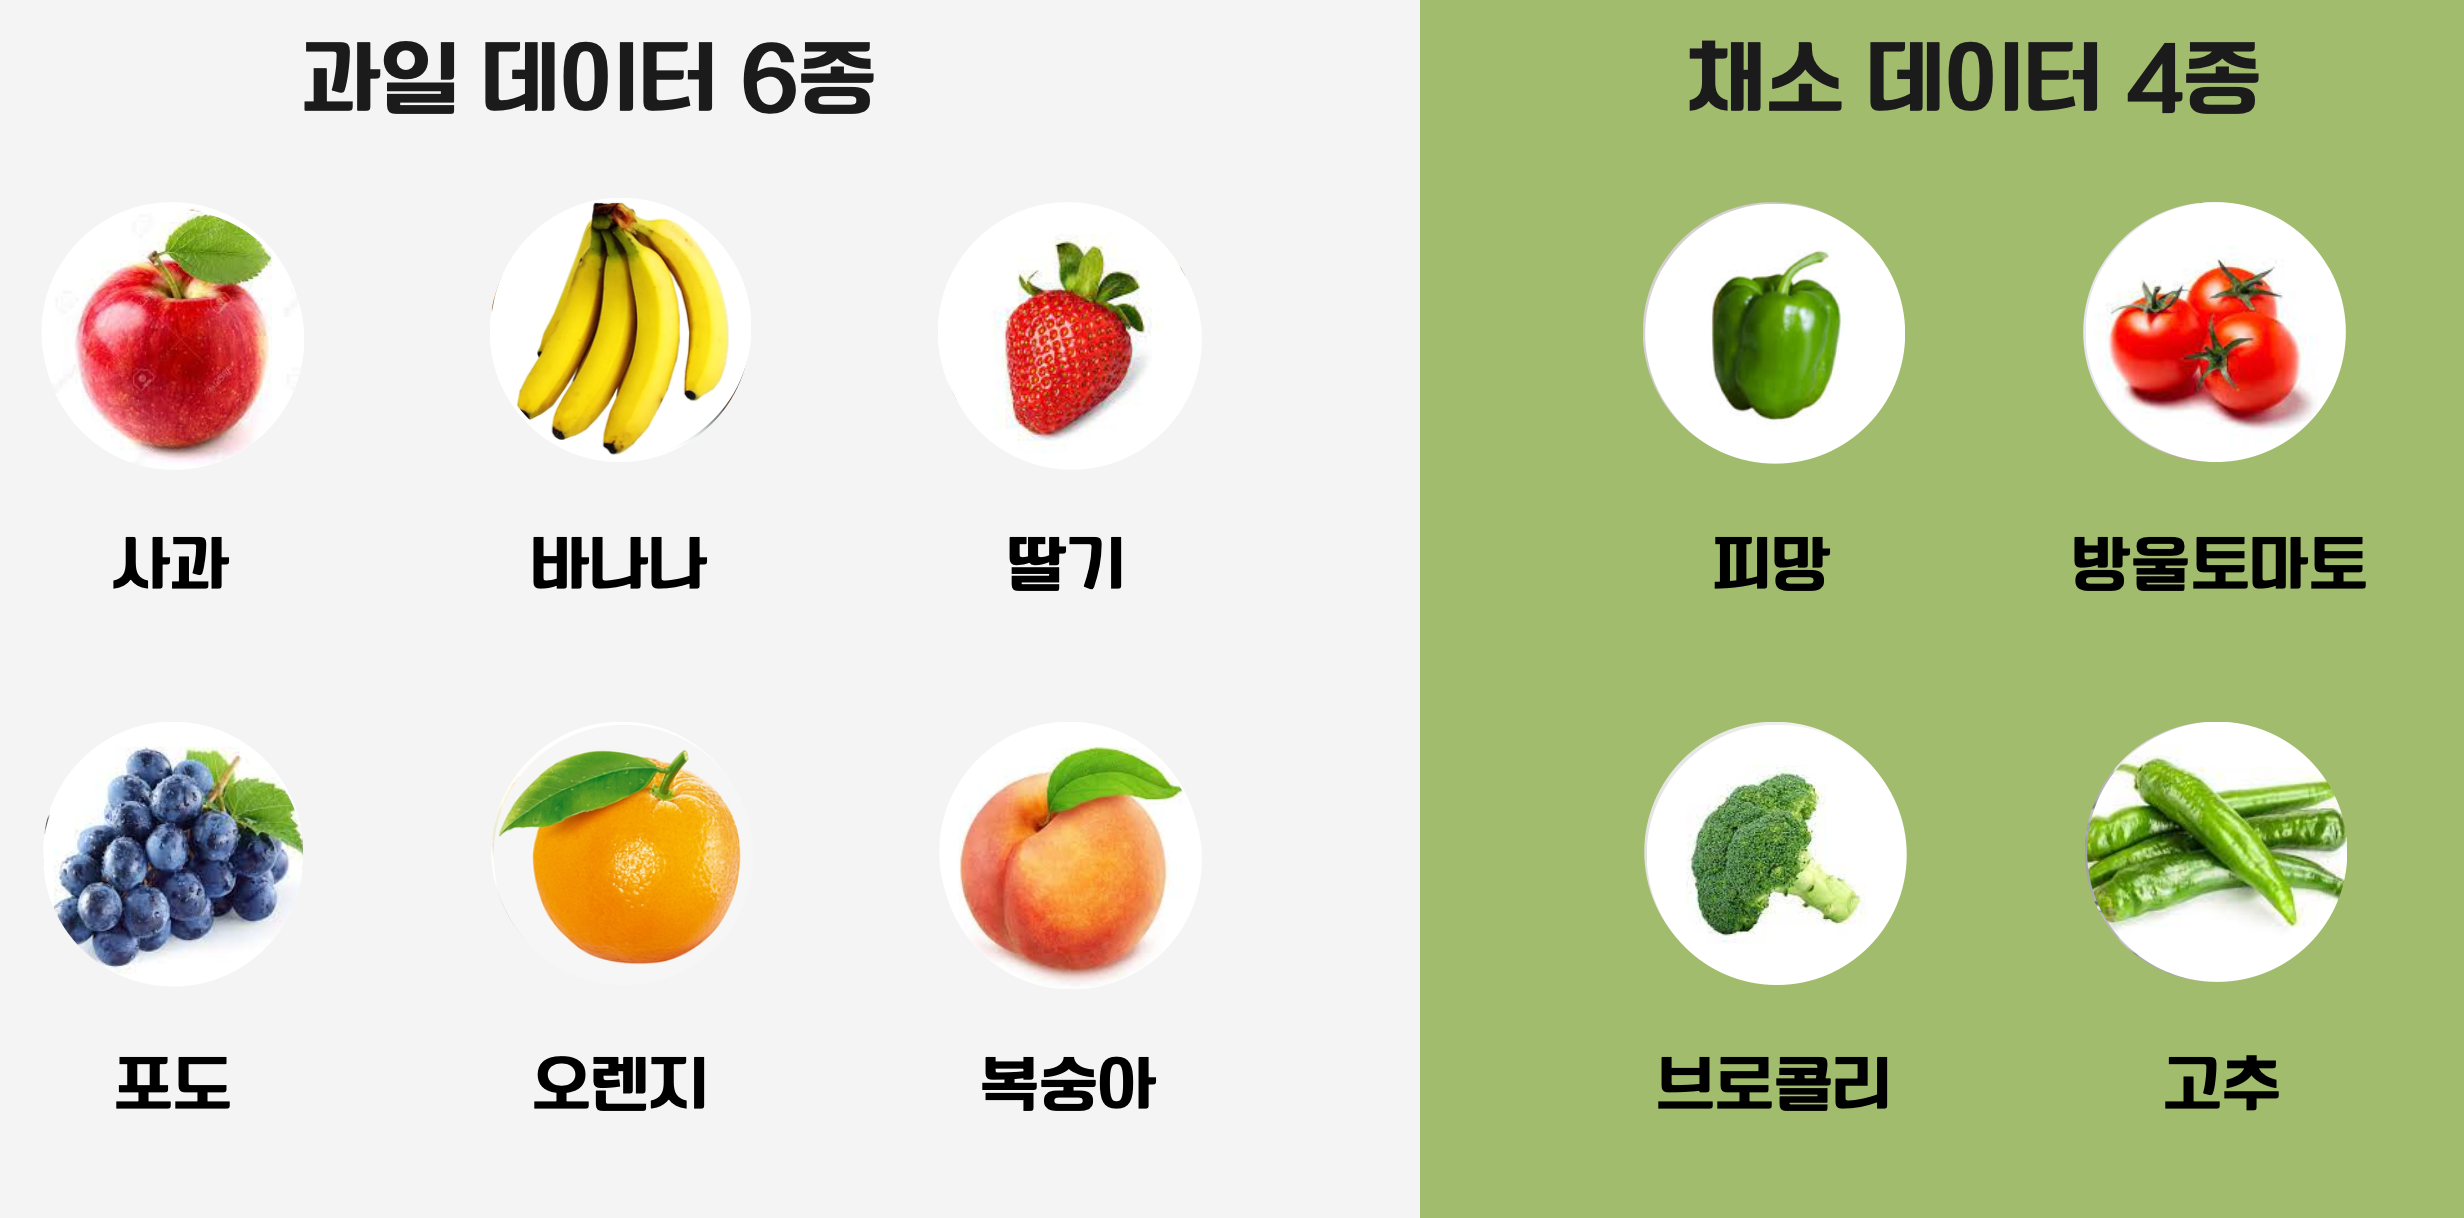 과일 데이터 6종
사과
바나나
딸기
포도
오렌지
복숭아
채소 데이터 4종
피망
방울토마토
브로콜리
고추